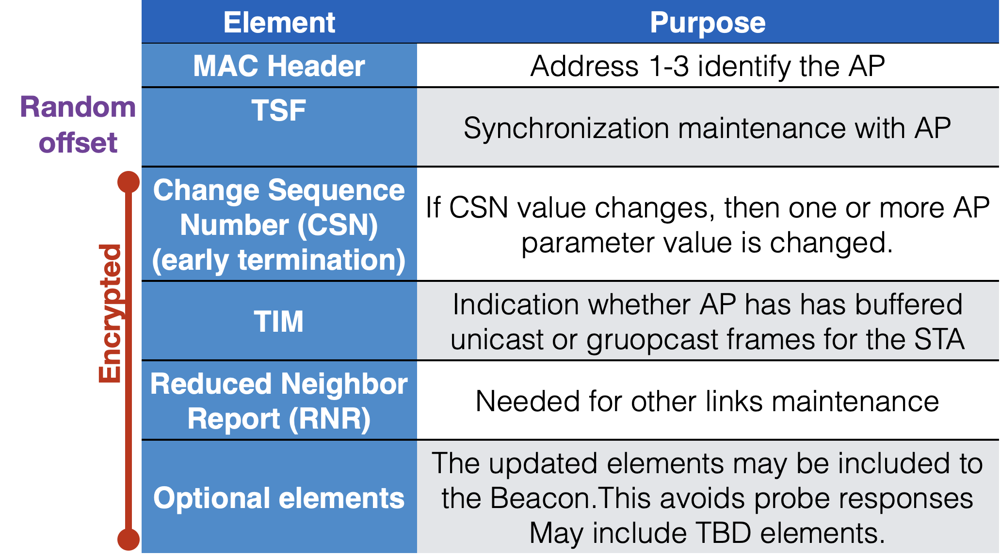 Element
Purpose
MAC Header
Address 1-3 identify the AP
Random
offset
TSF
Synchronization maintenance with AP
Encrypted
Change Sequence
Number (CSN)
(early termination)
If CSN value changes, then one or more AP
parameter value is changed.
TIM
Indication whether AP has has buffered
unicast or gruopcast frames for the STA
Reduced Neighbor
Report (RNR)
Needed for other links maintenance
Optional elements
The updated elements may be included to
the Beacon.This avoids probe responses
May include TBD elements.